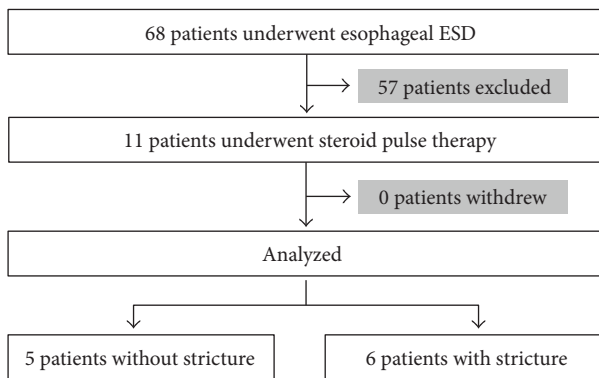 68 patients underwent esophageal ESD
57 patients excluded
11 patients underwent steroid pulse therapy
0 patients withdrew
Analyzed
5 patients without stricture
6 patients with stricture